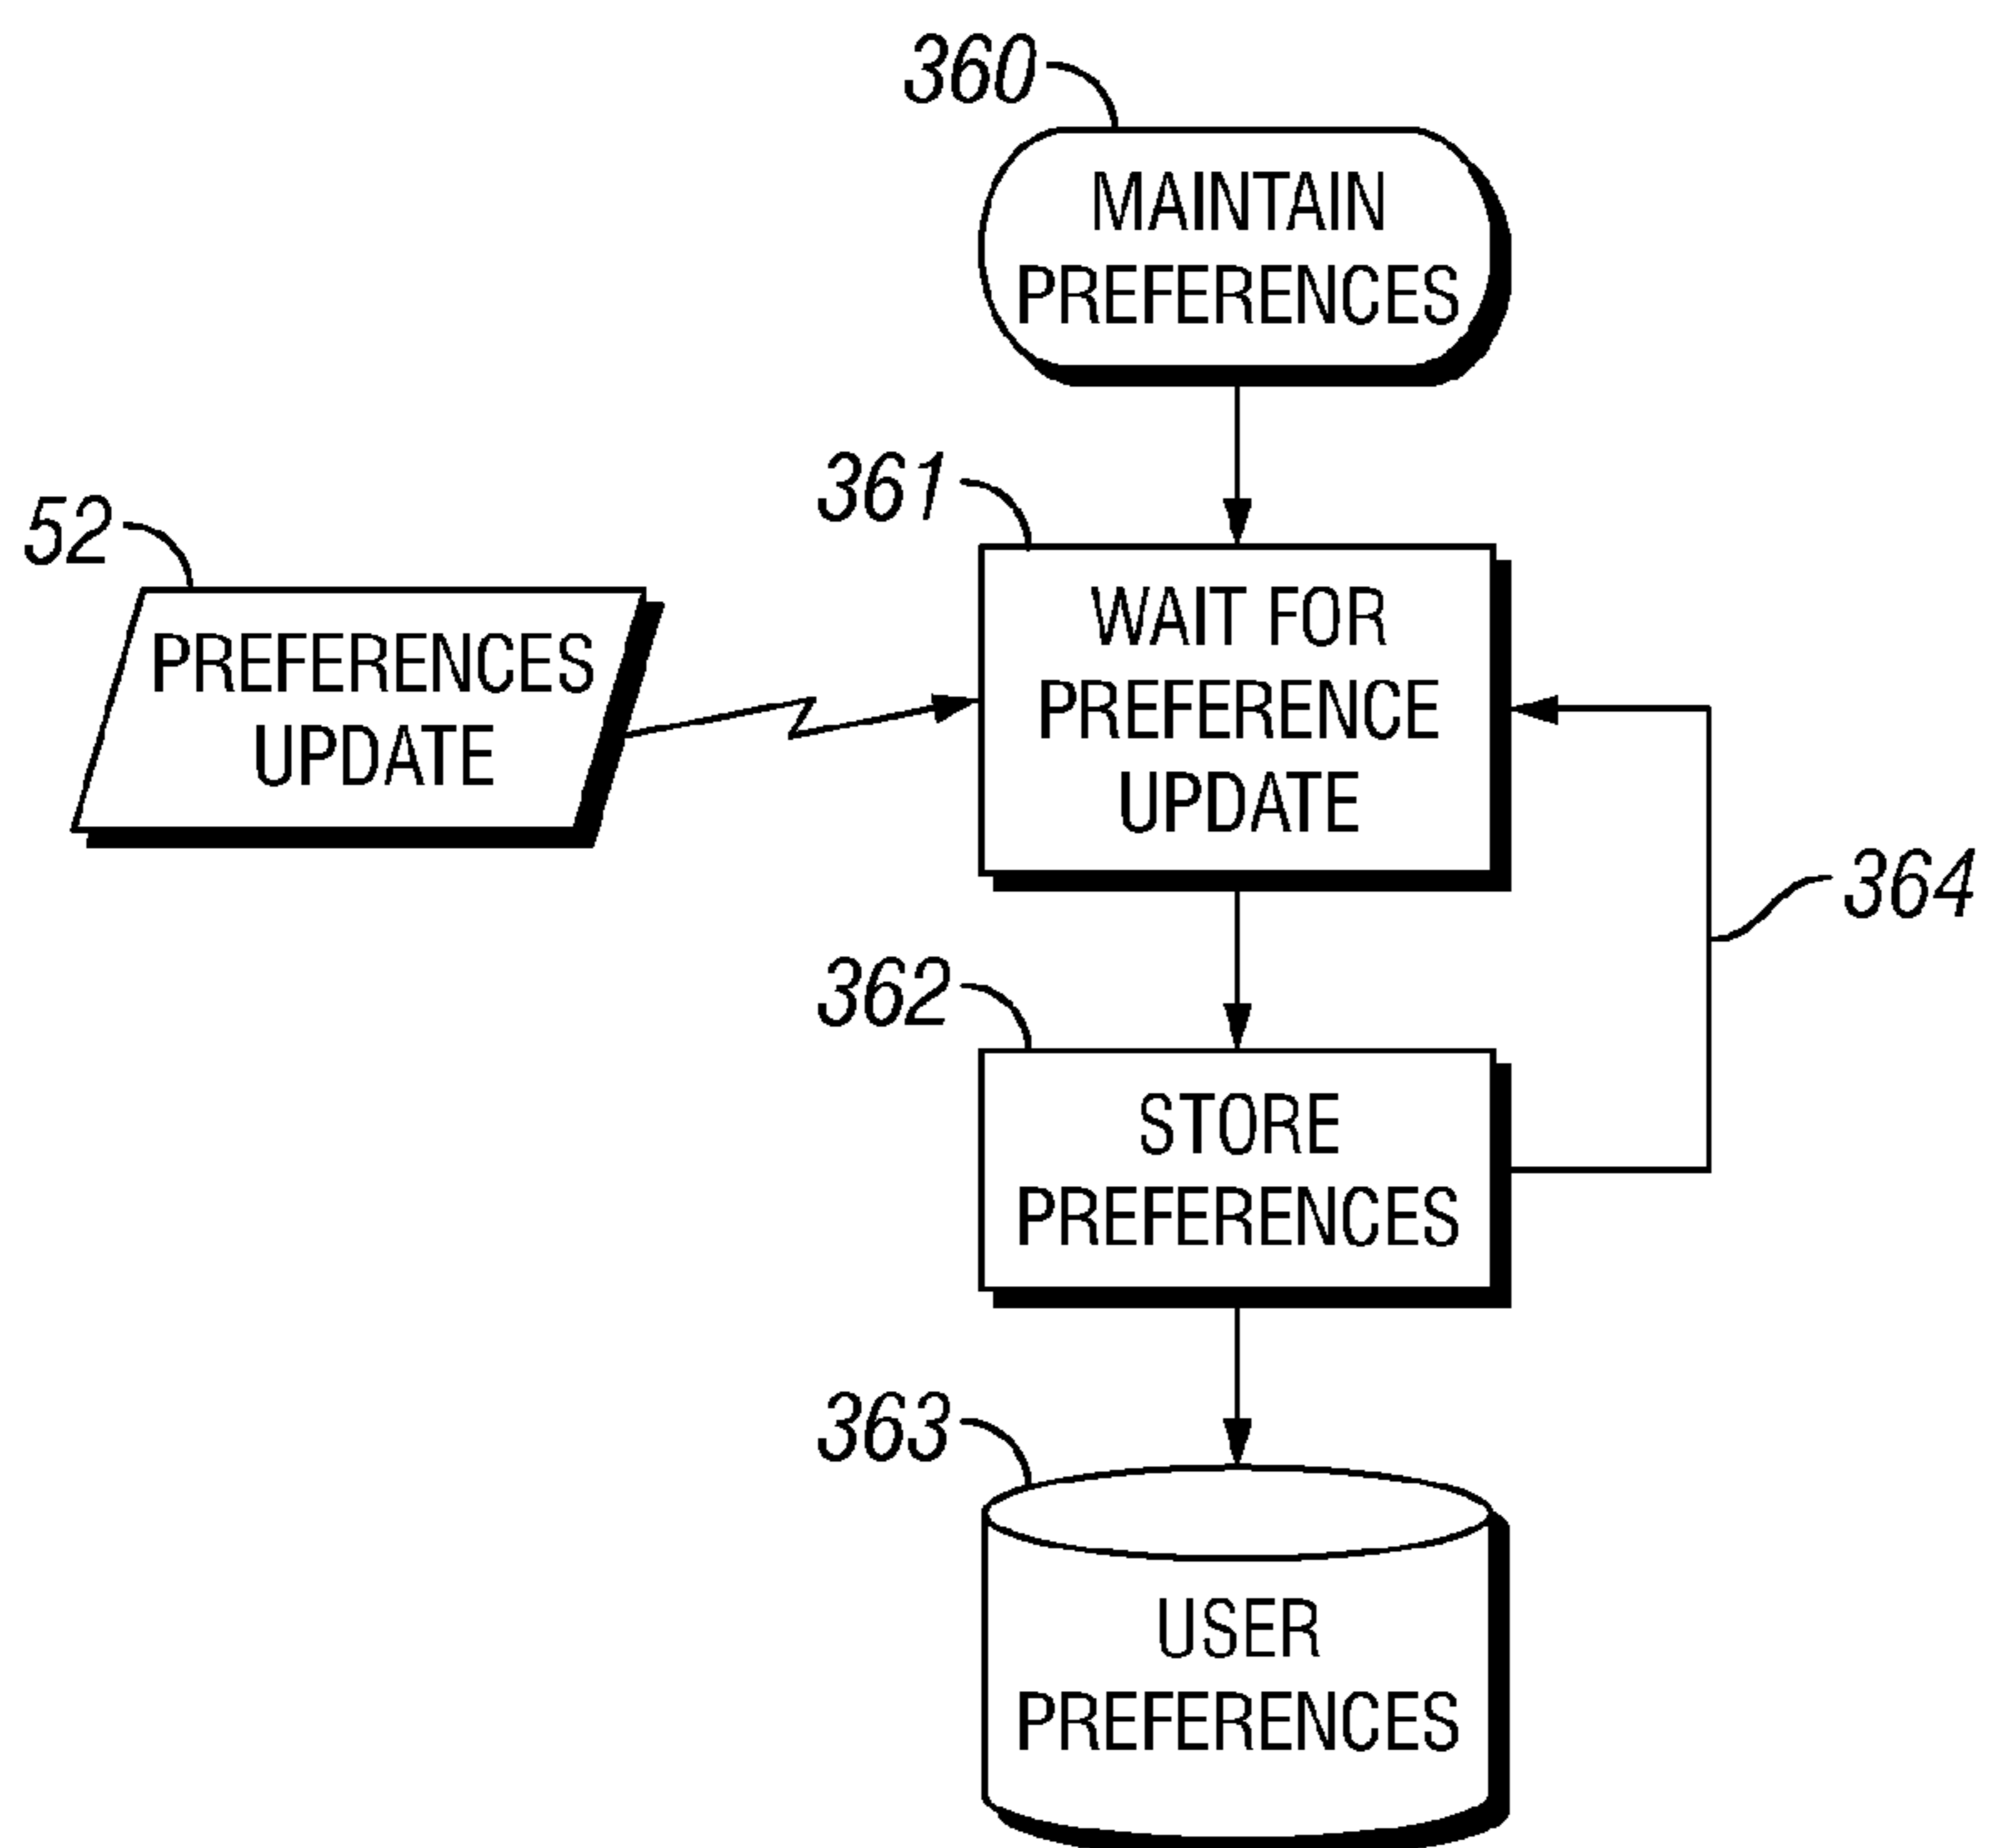 360
MAINTAIN
PREFERENCES
361
52
PREFERENCES
UPDATE
WAIT FOR
PREFERENCE
UPDATE
364
362
STORE
PREFERENCES
363
USER
PREFERENCES